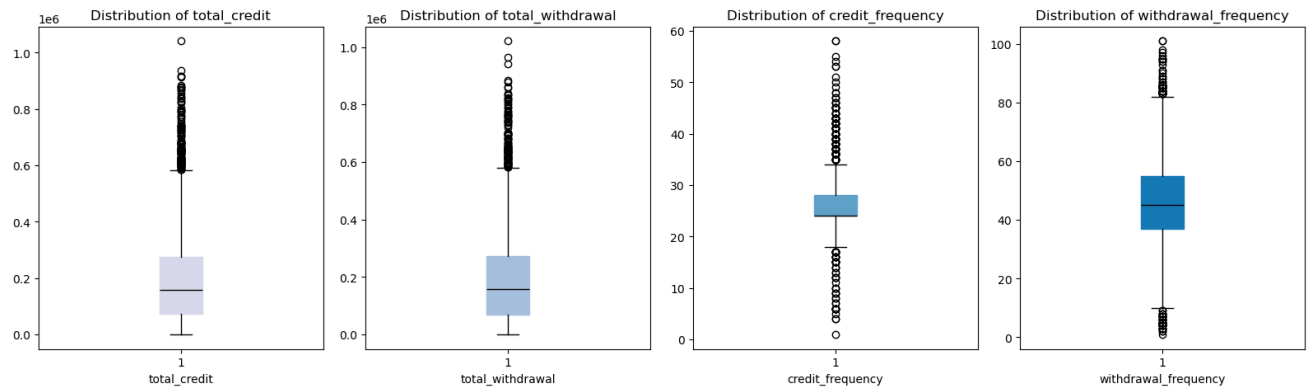 Distribution of total_credit
1e6
1.0
0.8
0.6
0.4
0.2
0.0
1
total_credit
Distribution of total_withdrawal
1e6
1.0
0.8
0.6
0.4
0.2
0.0
1
total_withdrawal
Distribution of credit_frequency
60
50
40
30
20
10
0
1
credit_frequency
Distribution of withdrawal_frequency
100
80
60
40
20
0
1
withdrawal_frequency